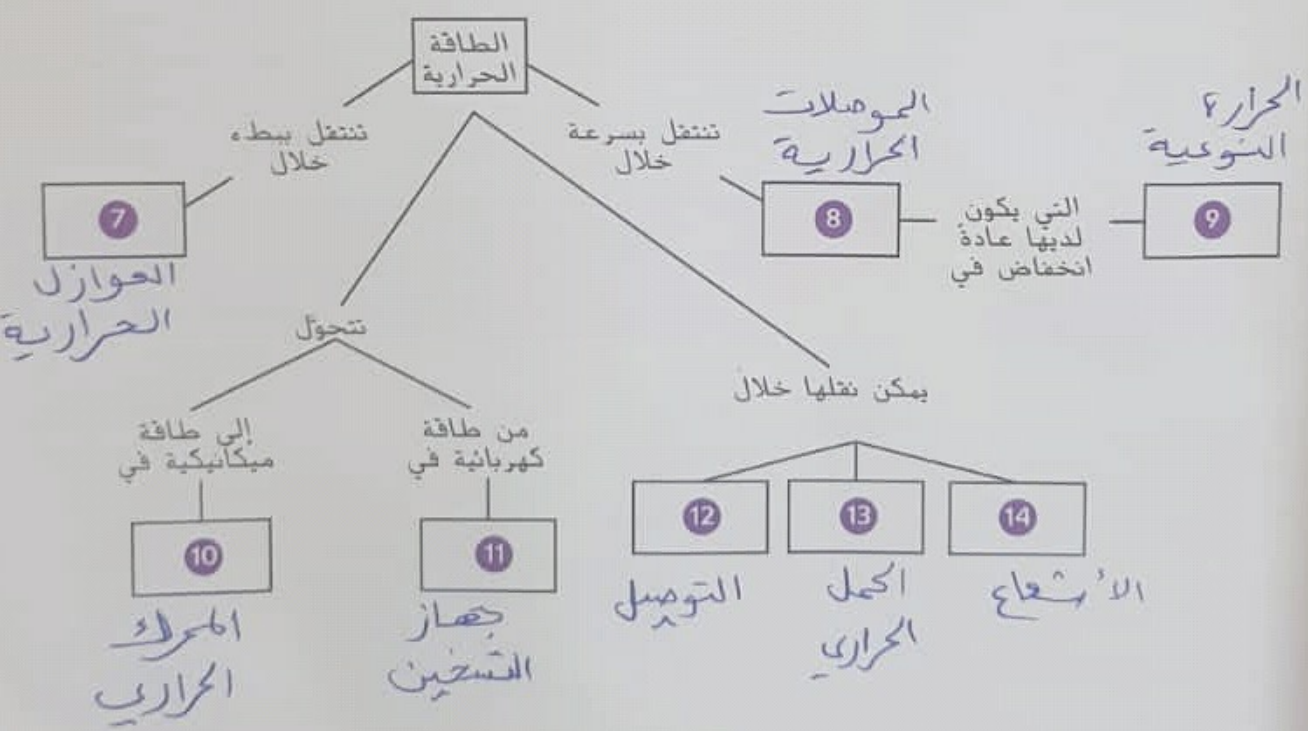 الطاقة
الحرارية
تنتقل بسرعة
خلال
الموصلات
الحرارية
8
التي يكون
لديها عادةً
انخفاض في
الحرارة
النوعية
9
تنتقل ببطء
خلال
7
العوازل
الحرارية
تتحوّل
من طاقة
كهربائية في
11
جهاز
التسخين
إلى طاقة
ميكانيكية في
10
المحرك
الحراري
يمكن نقلها خلال
14
الأشعاع
13
الحمل
الحراري
12
التوصيل